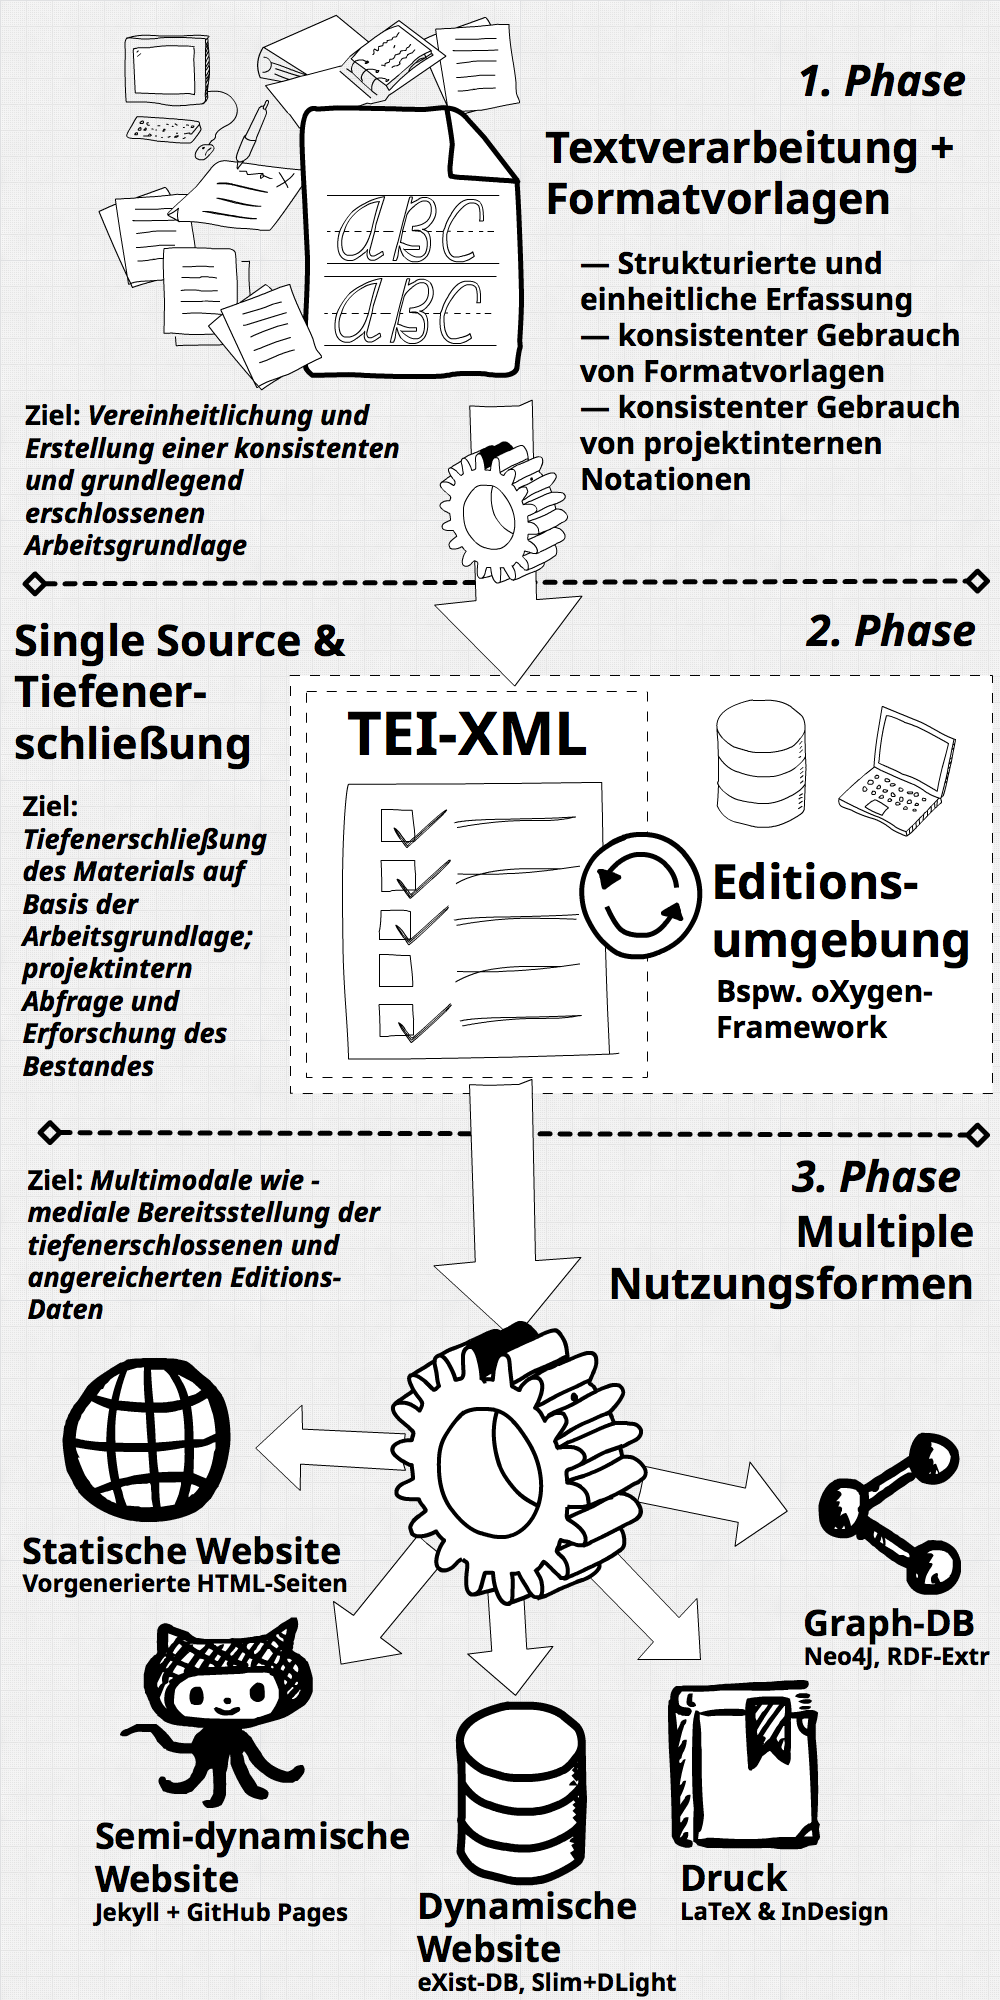 1. Phase
Textverarbeitung +
Formatvorlagen
— Strukturierte und
einheitliche Erfassung
— konsistenter Gebrauch
von Formatvorlagen
— konsistenter Gebrauch
von projektinternen
Notationen
aBC
aBC
Ziel: Vereinheitlichung und
Erstellung einer konsistenten
und grundlegend
erschlossenen
Arbeitsgrundlage
2. Phase
Single Source &
Tiefener-
schließung
Ziel:
Tiefenerschließung
des Materials auf
Basis der
Arbeitsgrundlage;
projektintern
Abfrage und
Erforschung des
Bestandes
TEI-XML
Editions-
umgebung
Bspw. oXygen-
Framework
3. Phase
Multiple
Nutzungsformen
Ziel: Multimodale wie -
mediale Bereitsstellung der
tiefenerschlossenen und
angereicherten Editions-
Daten
Statische Website
Vorgenerierte HTML-Seiten
Graph-DB
Neo4J, RDF-Extr
Semi-dynamische
Website
Jekyll + GitHub Pages
Dynamische
Website
eXist-DB, Slim+DLight
Druck
LaTeX & InDesign